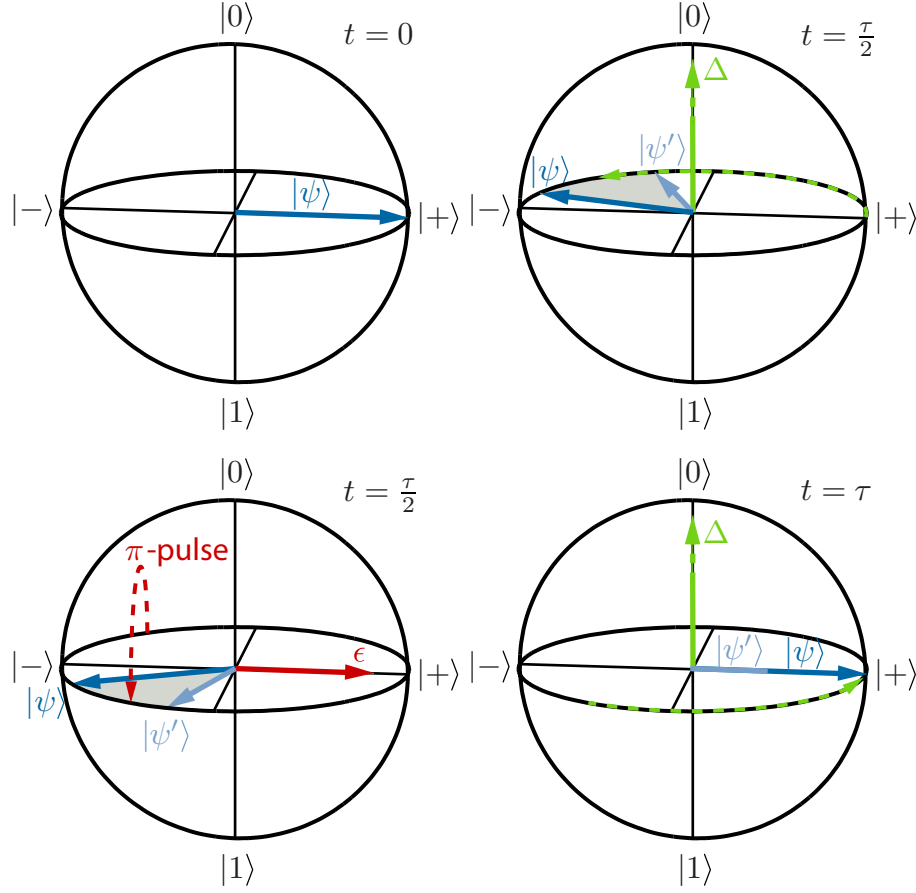 |0⟩
t = 0
|ψ⟩
|−⟩
|+⟩
|1⟩
|0⟩
t = τ/2
Δ
|ψ′⟩
|ψ⟩
|−⟩
|+⟩
|1⟩
|0⟩
t = τ/2
π-pulse
ϵ
|−⟩
|+⟩
|ψ⟩
|ψ′⟩
|1⟩
|0⟩
t = τ
Δ
|ψ′⟩
|ψ⟩
|−⟩
|+⟩
|1⟩